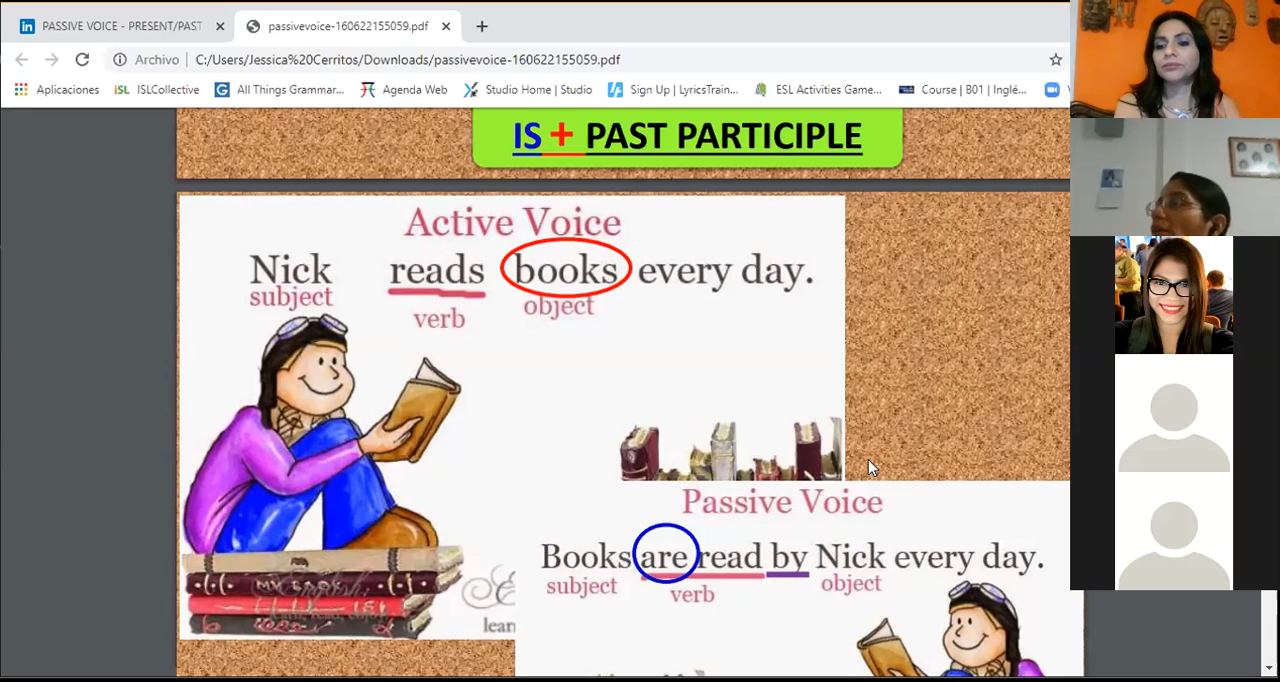 PASSIVE VOICE - PRESENT/PAST
passivevoice-160622155059.pdf
Archivo
C:/Users/Jessica%20Cerritos/Downloads/passivevoice-160622155059.pdf
Aplicaciones
ISLCollective
All Things Grammar...
Agenda Web
Studio Home | Studio
Sign Up | LyricsTrain...
ESL Activities Game...
Course | B01 | Inglé...
IS + PAST PARTICIPLE
Active Voice
Nick reads books every day.
subject verb object
Passive Voice
Books are read by Nick every day.
subject verb object
MY BOOK
lear